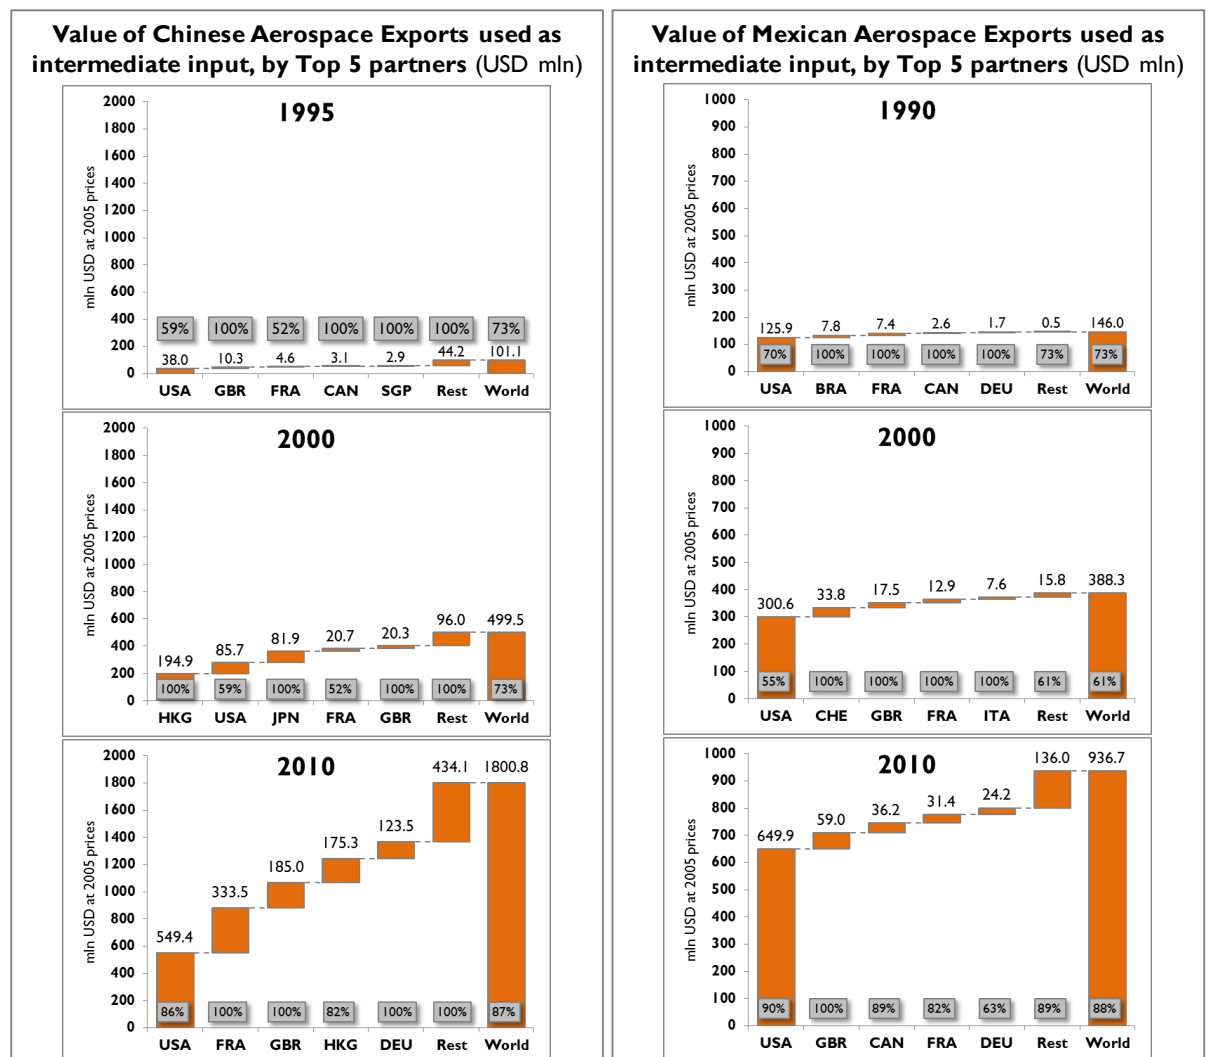 Value of Chinese Aerospace Exports used as
intermediate input, by Top 5 partners (USD mln)
1995
mln USD at 2005 prices
2000
1800
1600
1400
1200
1000
800
600
400
200
0
59% 100% 52% 100% 100% 100% 73%
38.0 10.3 4.6 3.1 2.9 44.2 101.1
USA GBR FRA CAN SGP Rest World
2000
mln USD at 2005 prices
2000
1800
1600
1400
1200
1000
800
600
400
200
0
194.9 85.7 81.9 20.7 20.3 96.0 499.5
100% 59% 100% 52% 100% 100% 73%
HKG USA JPN FRA GBR Rest World
2010
mln USD at 2005 prices
2000
1800
1600
1400
1200
1000
800
600
400
200
0
549.4 333.5 185.0 175.3 123.5 434.1 1800.8
86% 100% 100% 82% 100% 100% 87%
USA FRA GBR HKG DEU Rest World
Value of Mexican Aerospace Exports used as
intermediate input, by Top 5 partners (USD mln)
1990
mln USD at 2005 prices
1000
900
800
700
600
500
400
300
200
100
0
125.9 7.8 7.4 2.6 1.7 0.5 146.0
70% 100% 100% 100% 100% 73% 73%
USA BRA FRA CAN DEU Rest World
2000
mln USD at 2005 prices
1000
900
800
700
600
500
400
300
200
100
0
300.6 33.8 17.5 12.9 7.6 15.8 388.3
55% 100% 100% 100% 100% 61% 61%
USA CHE GBR FRA ITA Rest World
2010
mln USD at 2005 prices
1000
900
800
700
600
500
400
300
200
100
0
649.9 59.0 36.2 31.4 24.2 136.0 936.7
90% 100% 89% 82% 63% 89% 88%
USA GBR CAN FRA DEU Rest World